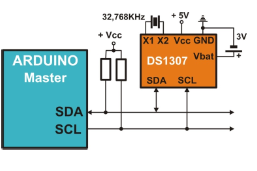 32,768KHz
+ 5V
+ Vcc
X1 X2 Vcc GND
3V
ARDUINO
Master
DS1307
Vbat
+
SDA SCL
SDA
SCL